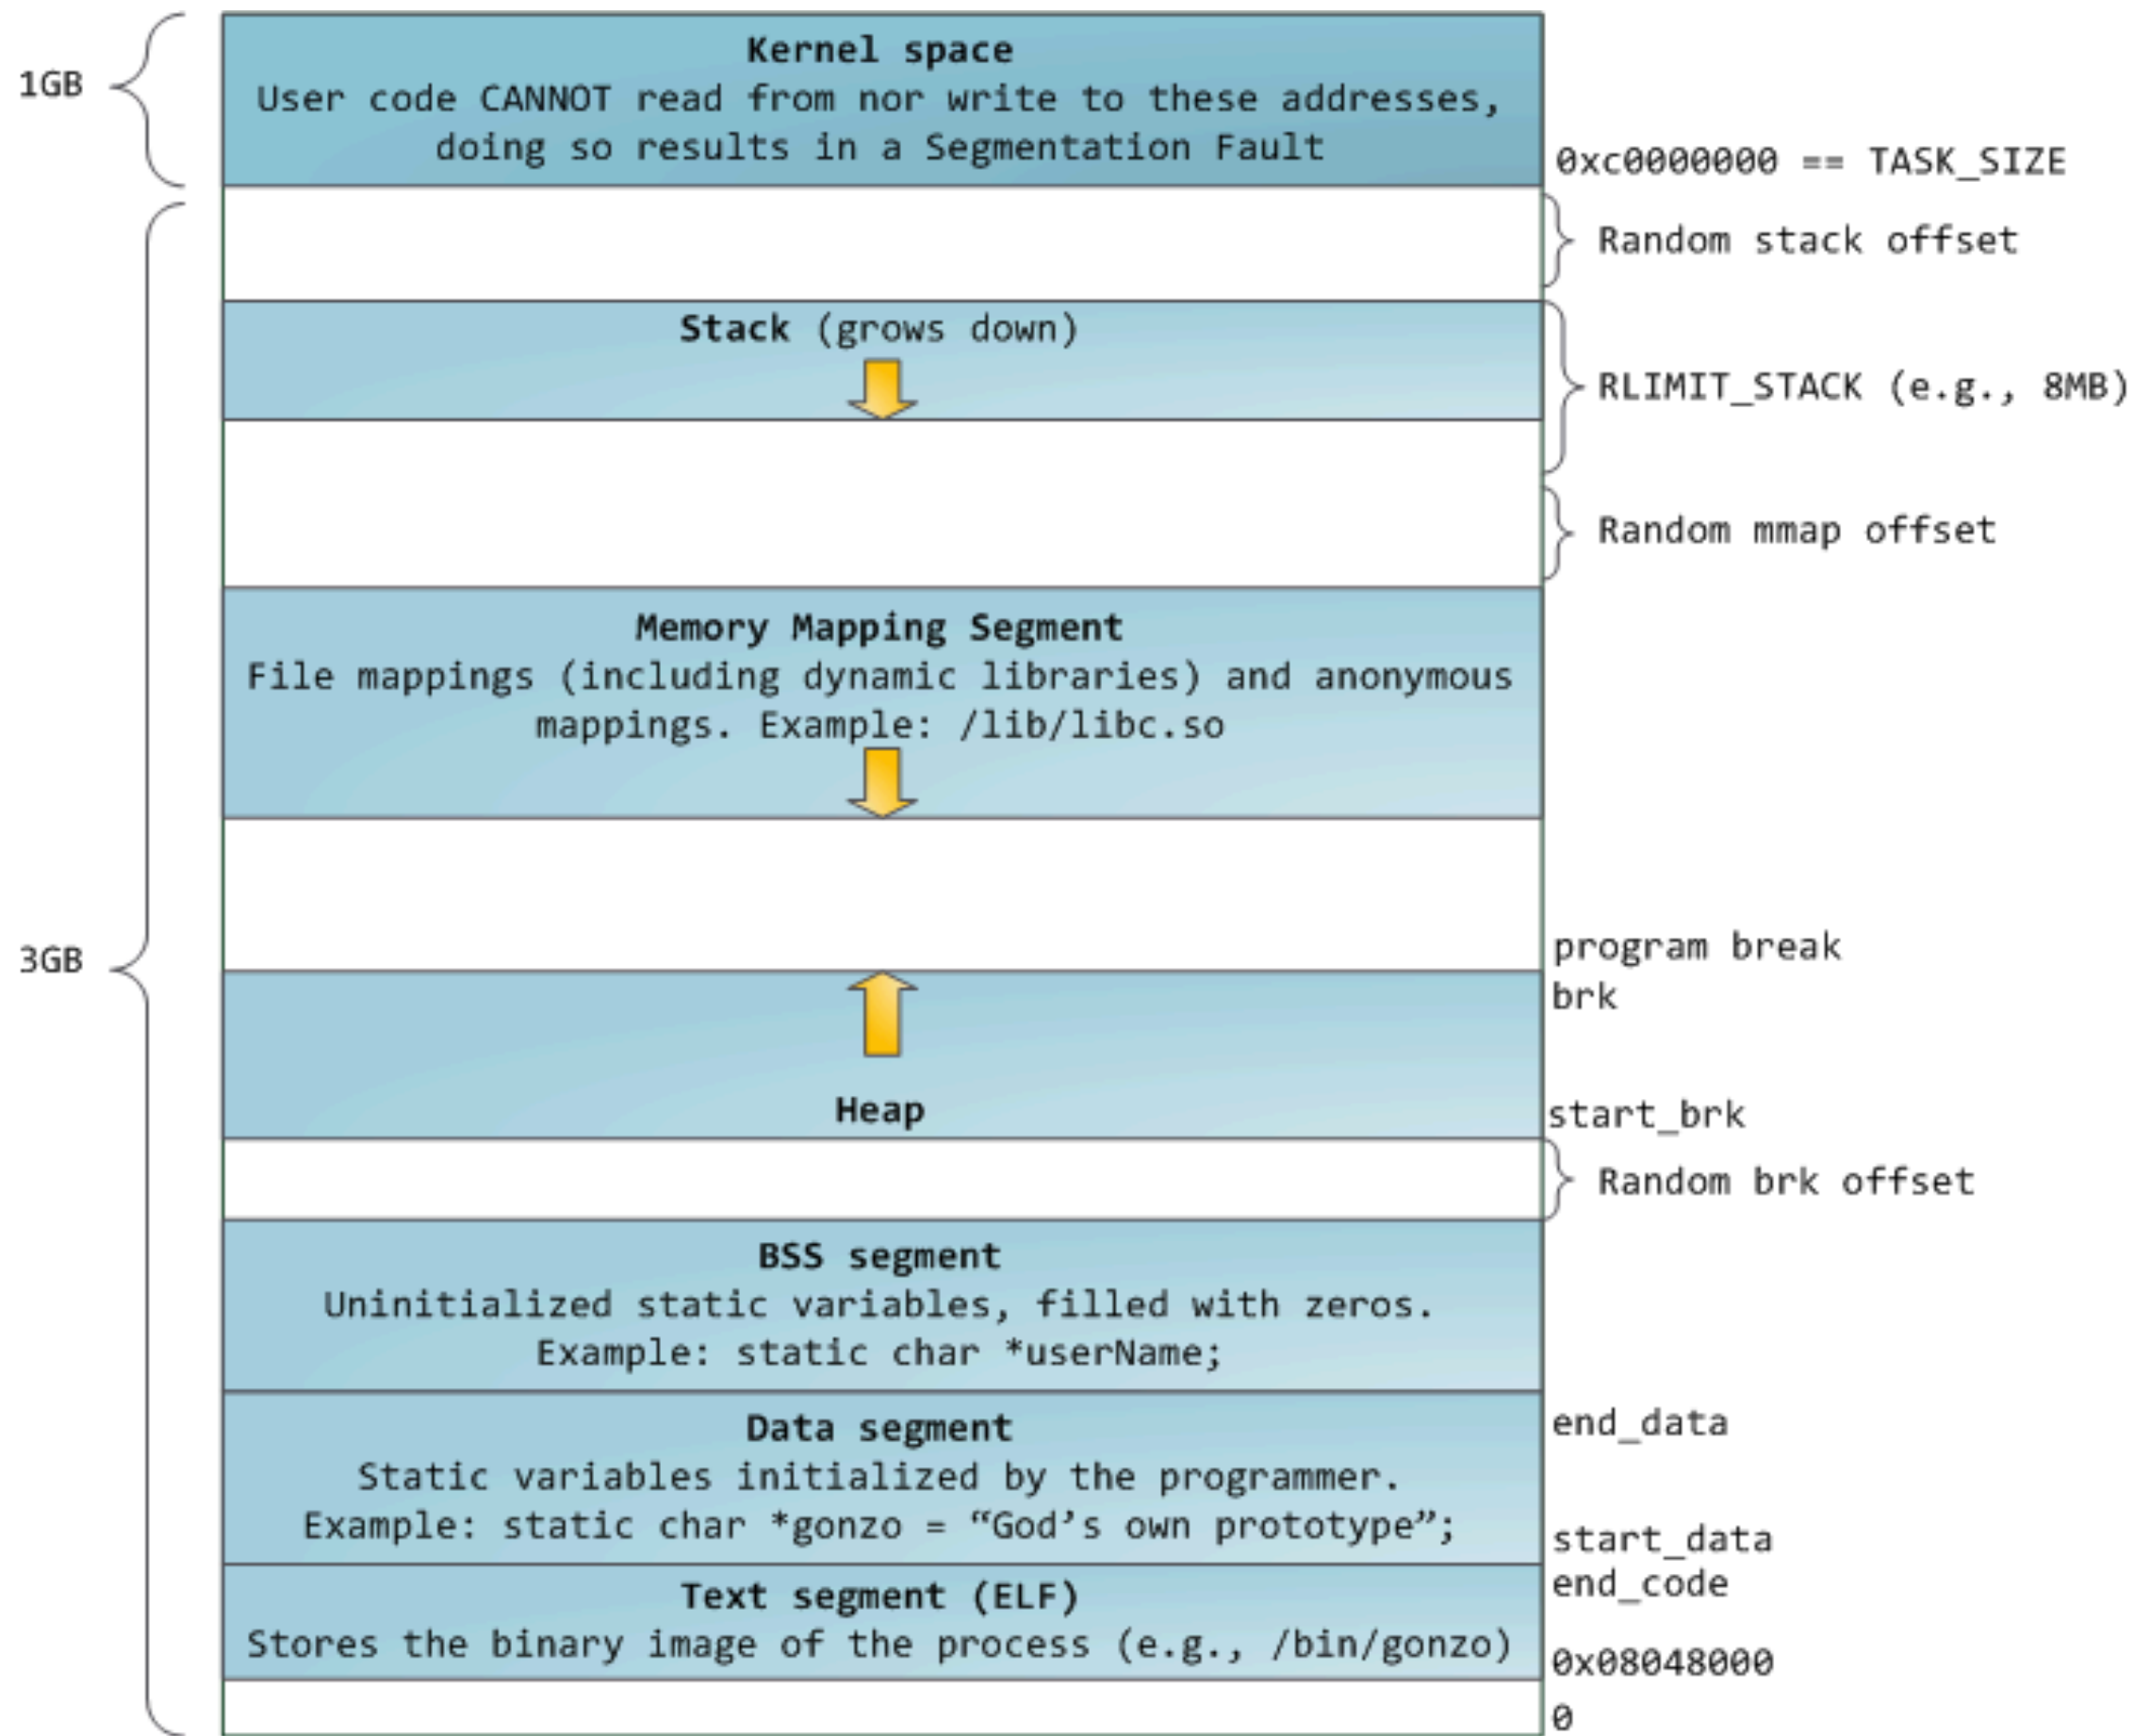 1GB
Kernel space
User code CANNOT read from nor write to these addresses,
doing so results in a Segmentation Fault
0xc0000000 == TASK_SIZE
Random stack offset
Stack (grows down)
RLIMIT_STACK (e.g., 8MB)
Random mmap offset
Memory Mapping Segment
File mappings (including dynamic libraries) and anonymous
mappings. Example: /lib/libc.so
3GB
program break
brk
Heap
start_brk
Random brk offset
BSS segment
Uninitialized static variables, filled with zeros.
Example: static char *userName;
Data segment
end_data
Static variables initialized by the programmer.
Example: static char *gonzo = “God’s own prototype”;
start_data
end_code
Text segment (ELF)
Stores the binary image of the process (e.g., /bin/gonzo)
0x08048000
0